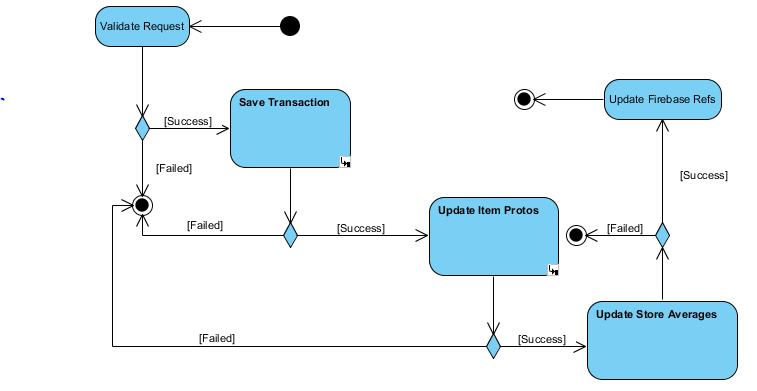 Validate Request
Save Transaction
[Success]
Update Firebase Refs
[Failed]
[Success]
Update Item Protos
[Failed]
[Success]
[Failed]
Update Store Averages
[Failed]
[Success]